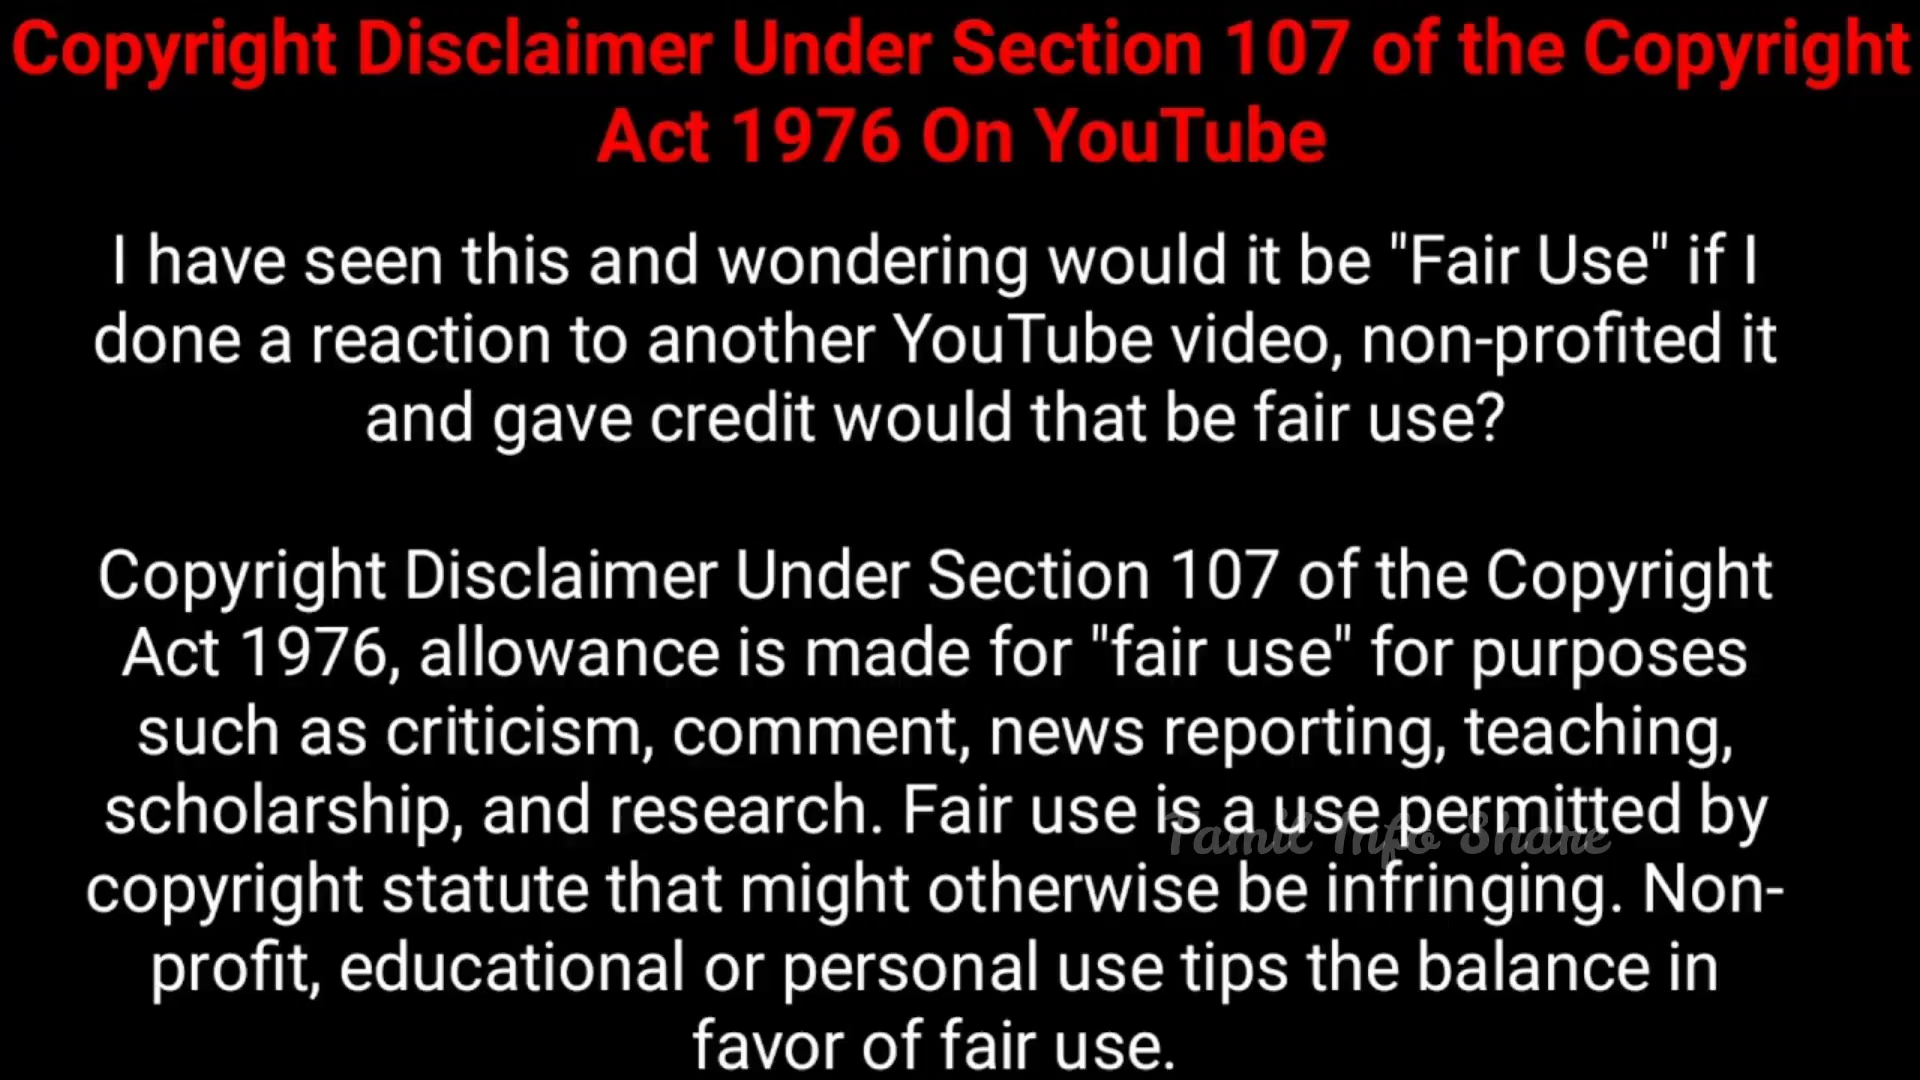 Copyright Disclaimer Under Section 107 of the Copyright
Act 1976 On YouTube
I have seen this and wondering would it be "Fair Use" if I
done a reaction to another YouTube video, non-profited it
and gave credit would that be fair use?
Copyright Disclaimer Under Section 107 of the Copyright
Act 1976, allowance is made for "fair use" for purposes
such as criticism, comment, news reporting, teaching,
scholarship, and research. Fair use is a use permitted by
Tamil Info Share
copyright statute that might otherwise be infringing. Non-
profit, educational or personal use tips the balance in
favor of fair use.